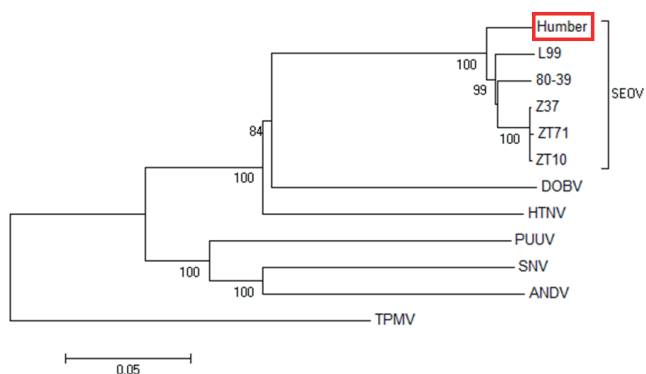 Humber
L99
100
99
80-39
SEOV
Z37
84
100
ZT71
ZT10
100
DOBV
HTNV
PUUV
100
SNV
100
ANDV
TPMV
0.05